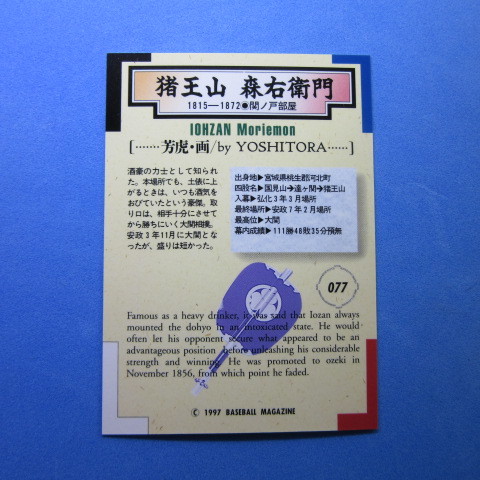 猪王山 森右衛門
1815—1872◉関ノ戸部屋
IOHZAN Moriemon
[⋯⋯芳虎・画/by YOSHITORA⋯⋯]
酒豪の力士として知られ
た。本場所でも、土俵に上
がるときは、いつも酒気を
おびていたという豪傑。取
り口は、相手十分にさせて
から勝ちにいく大関相撲。
安政3年11月に大関とな
ったが、盛りは短かった。
出身地▶宮城県桃生郡河北町
四股名▶国見山→遠ヶ関→猪王山
入幕▶弘化3年3月場所
最終場所▶安政7年2月場所
最高位▶大関
幕内成績▶111勝48敗35分預無
077
Famous as a heavy drinker, it was said that Iozan always
mounted the dohyo in an intoxicated state. He would
often let his opponent secure what appeared to be an
advantageous position before unleashing his considerable
strength and winning. He was promoted to ozeki in
November 1856, from which point he faded.
© 1997 BASEBALL MAGAZINE